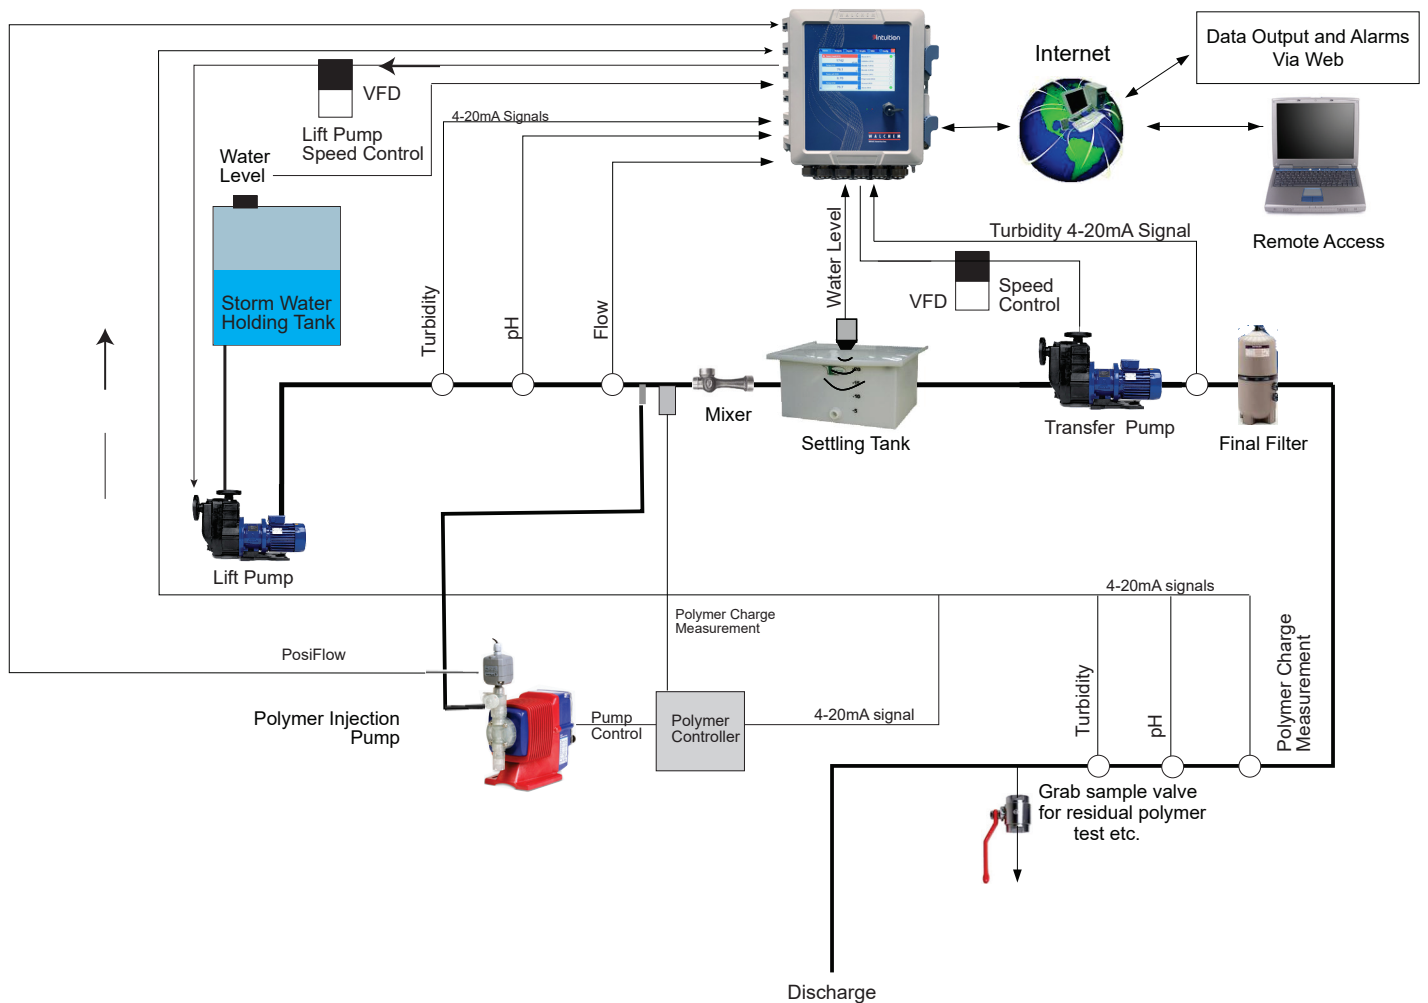 intuition
WALCHEM
Internet
Data Output and Alarms
Via Web
VFD
Lift Pump
Speed Control
4-20mA Signals
Water
Level
Remote Access
Turbidity 4-20mA Signal
Water Level
VFD
Speed
Control
Storm Water
Holding Tank
Turbidity
pH
Flow
Mixer
Settling Tank
Transfer Pump
Final Filter
Lift Pump
4-20mA signals
Polymer Charge
Measurement
Polymer Charge
Measurement
PosiFlow
Polymer Injection
Pump
Pump
Control
Polymer
Controller
4-20mA signal
Turbidity
pH
Grab sample valve
for residual polymer
test etc.
Discharge